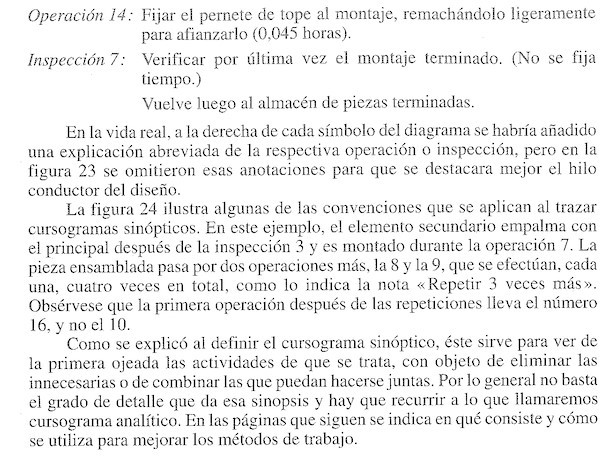 Operación 14: Fijar el pernete de tope al montaje, remachándolo ligeramente
para afianzarlo (0,045 horas).
Inspección 7: Verificar por última vez el montaje terminado. (No se fija
tiempo.)
Vuelve luego al almacén de piezas terminadas.
En la vida real, a la derecha de cada símbolo del diagrama se habría añadido
una explicación abreviada de la respectiva operación o inspección, pero en la
figura 23 se omitieron esas anotaciones para que se destacara mejor el hilo
conductor del diseño.
La figura 24 ilustra algunas de las convenciones que se aplican al trazar
cursogramas sinópticos. En este ejemplo, el elemento secundario empalma con
el principal después de la inspección 3 y es montado durante la operación 7. La
pieza ensamblada pasa por dos operaciones más, la 8 y la 9, que se efectúan, cada
una, cuatro veces en total, como lo indica la nota «Repetir 3 veces más».
Obsérvese que la primera operación después de las repeticiones lleva el número
16, y no el 10.
Como se explicó al definir el cursograma sinóptico, éste sirve para ver de
la primera ojeada las actividades de que se trata, con objeto de eliminar las
innecesarias o de combinar las que puedan hacerse juntas. Por lo general no basta
el grado de detalle que da esa sinopsis y hay que recurrir a lo que llamaremos
cursograma analítico. En las páginas que siguen se indica en qué consiste y cómo
se utiliza para mejorar los métodos de trabajo.